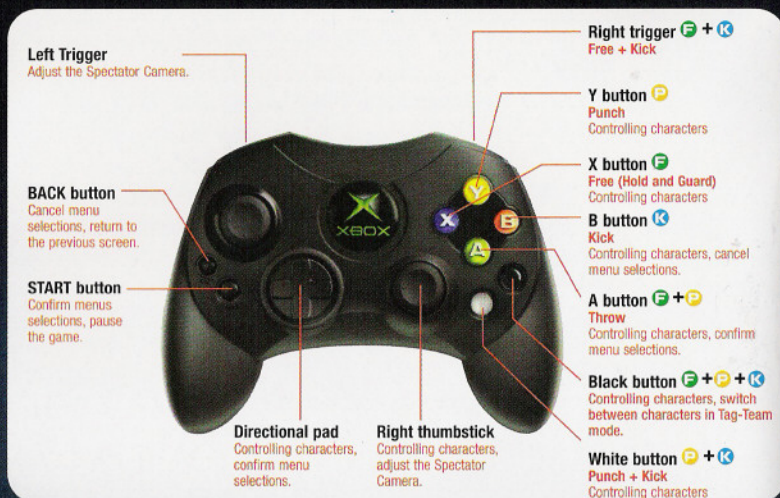 Left Trigger
Adjust the Spectator Camera.
BACK button
Cancel menu
selections, return to
the previous screen.
START button
Confirm menus
selections, pause
the game.
Directional pad
Controlling characters,
confirm menu
selections.
Right thumbstick
Controlling characters,
adjust the Spectator
Camera.
XBOX
Y
X
B
A
Right trigger F + K
Free + Kick
Y button P
Punch
Controlling characters
X button F
Free (Hold and Guard)
Controlling characters
B button K
Kick
Controlling characters, cancel
menu selections.
A button F + P
Throw
Controlling characters, confirm
menu selections.
Black button F + P + K
Controlling characters, switch
between characters in Tag-Team
mode.
White button P + K
Punch + Kick
Controlling characters